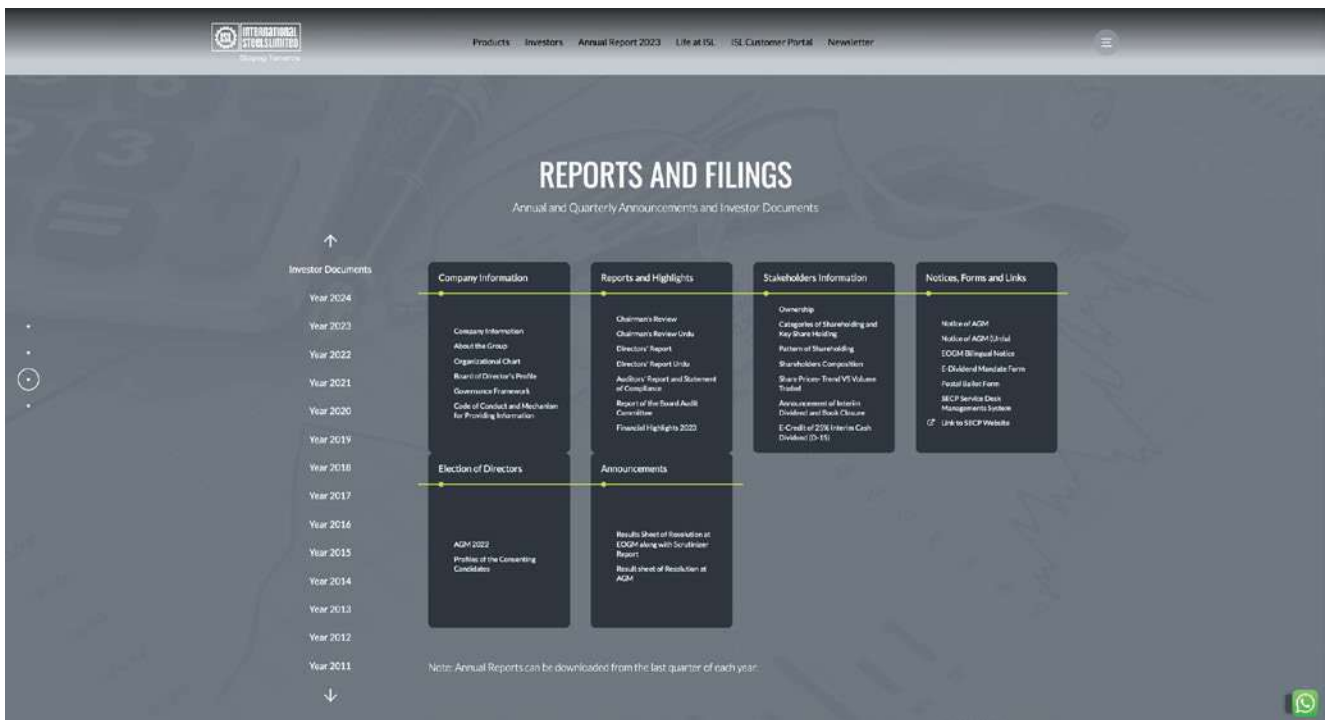 ISL
INTERNATIONAL
STEELS LIMITED
Shaping Tomorrow
Products Investors Annual Report 2023 Life at ISL ISL Customer Portal Newsletter
REPORTS AND FILINGS
Annual and Quarterly Announcements and Investor Documents
Investor Documents
Year 2024
Year 2023
Year 2022
Year 2021
Year 2020
Year 2019
Year 2018
Year 2017
Year 2016
Year 2015
Year 2014
Year 2013
Year 2012
Year 2011
Company Information
Company Information
About the Group
Organizational Chart
Board of Director's Profile
Governance Framework
Code of Conduct and Mechanism
for Providing Information
Reports and Highlights
Chairman's Review
Chairman's Review Urdu
Directors' Report
Directors' Report Urdu
Auditors' Report and Statement
of Compliance
Report of the Board Audit
Committee
Financial Highlights 2023
Stakeholders Information
Ownership
Categories of Shareholding and
Key Share Holding
Pattern of Shareholding
Shareholders Composition
Share Prices- Trend VS Volume
Traded
Announcement of Interim
Dividend and Book Closure
E-Credit of 25% Interim Cash
Dividend (D-15)
Notices, Forms and Links
Notice of AGM
Notice of AGM (Urdu)
EOGM Bilingual Notice
E-Dividend Mandate Form
Postal Ballot Form
SECP Service Desk
Managements System
Link to SECP Website
Election of Directors
AGM 2022
Profiles of the Consenting
Candidates
Announcements
Results Sheet of Resolution at
EOGM along with Scrutinizer
Report
Result sheet of Resolution at
AGM
Note: Annual Reports can be downloaded from the last quarter of each year.